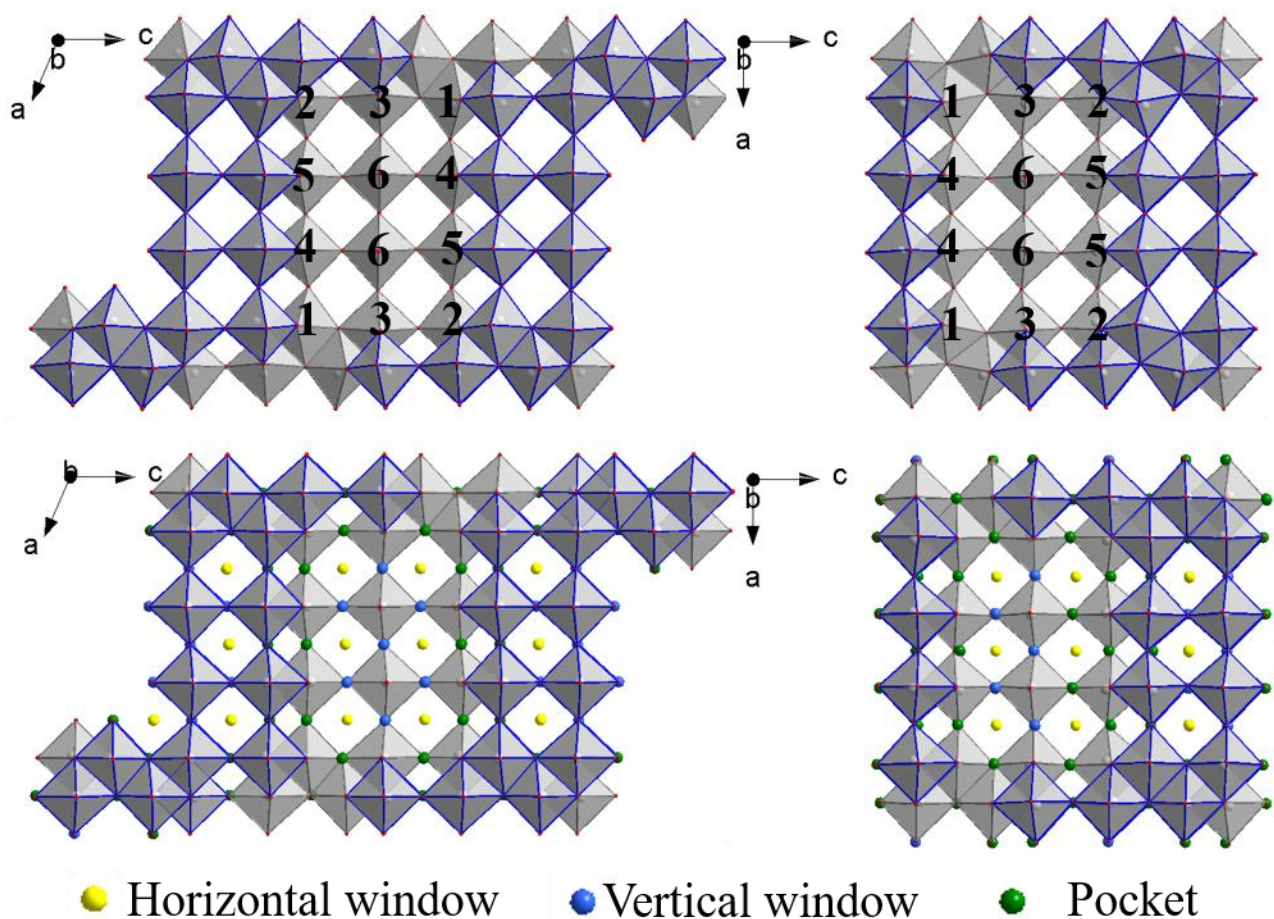 b c b c
a a
2 3 1 1 3 2
5 6 4 4 6 5
4 6 5 4 6 5
1 3 2 1 3 2
b c b c
a a
Horizontal window Vertical window Pocket